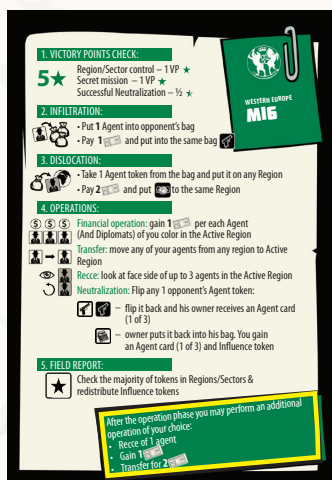 1. VICTORY POINTS CHECK:
5★ Region/Sector control – 1 VP ★
Secret mission – 1 VP ★
Successful Neutralization – ½ ★
WESTERN EUROPE
MI6
2. INFILTRATION:
• Put 1 Agent into opponent's bag
• Pay 1 and put into the same bag
3. DISLOCATION:
• Take 1 Agent token from the bag and put it on any Region
• Pay 2 and put to the same Region
4. OPERATIONS:
Financial operation: gain 1 per each Agent
(And Diplomats) of you color in the Active Region
Transfer: move any of your agents from any region to Active
Region
Recce: look at face side of up to 3 agents in the Active Region
Neutralization: Flip any 1 opponent's Agent token:
– flip it back and his owner receives an Agent card
(1 of 3)
– owner puts it back into his bag. You gain
an Agent card (1 of 3) and Influence token
5. FIELD REPORT:
Check the majority of tokens in Regions/Sectors &
redistribute Influence tokens
After the operation phase you may perform an additional
operation of your choice:
• Recce of 1 agent
• Gain 1
• Transfer for 2